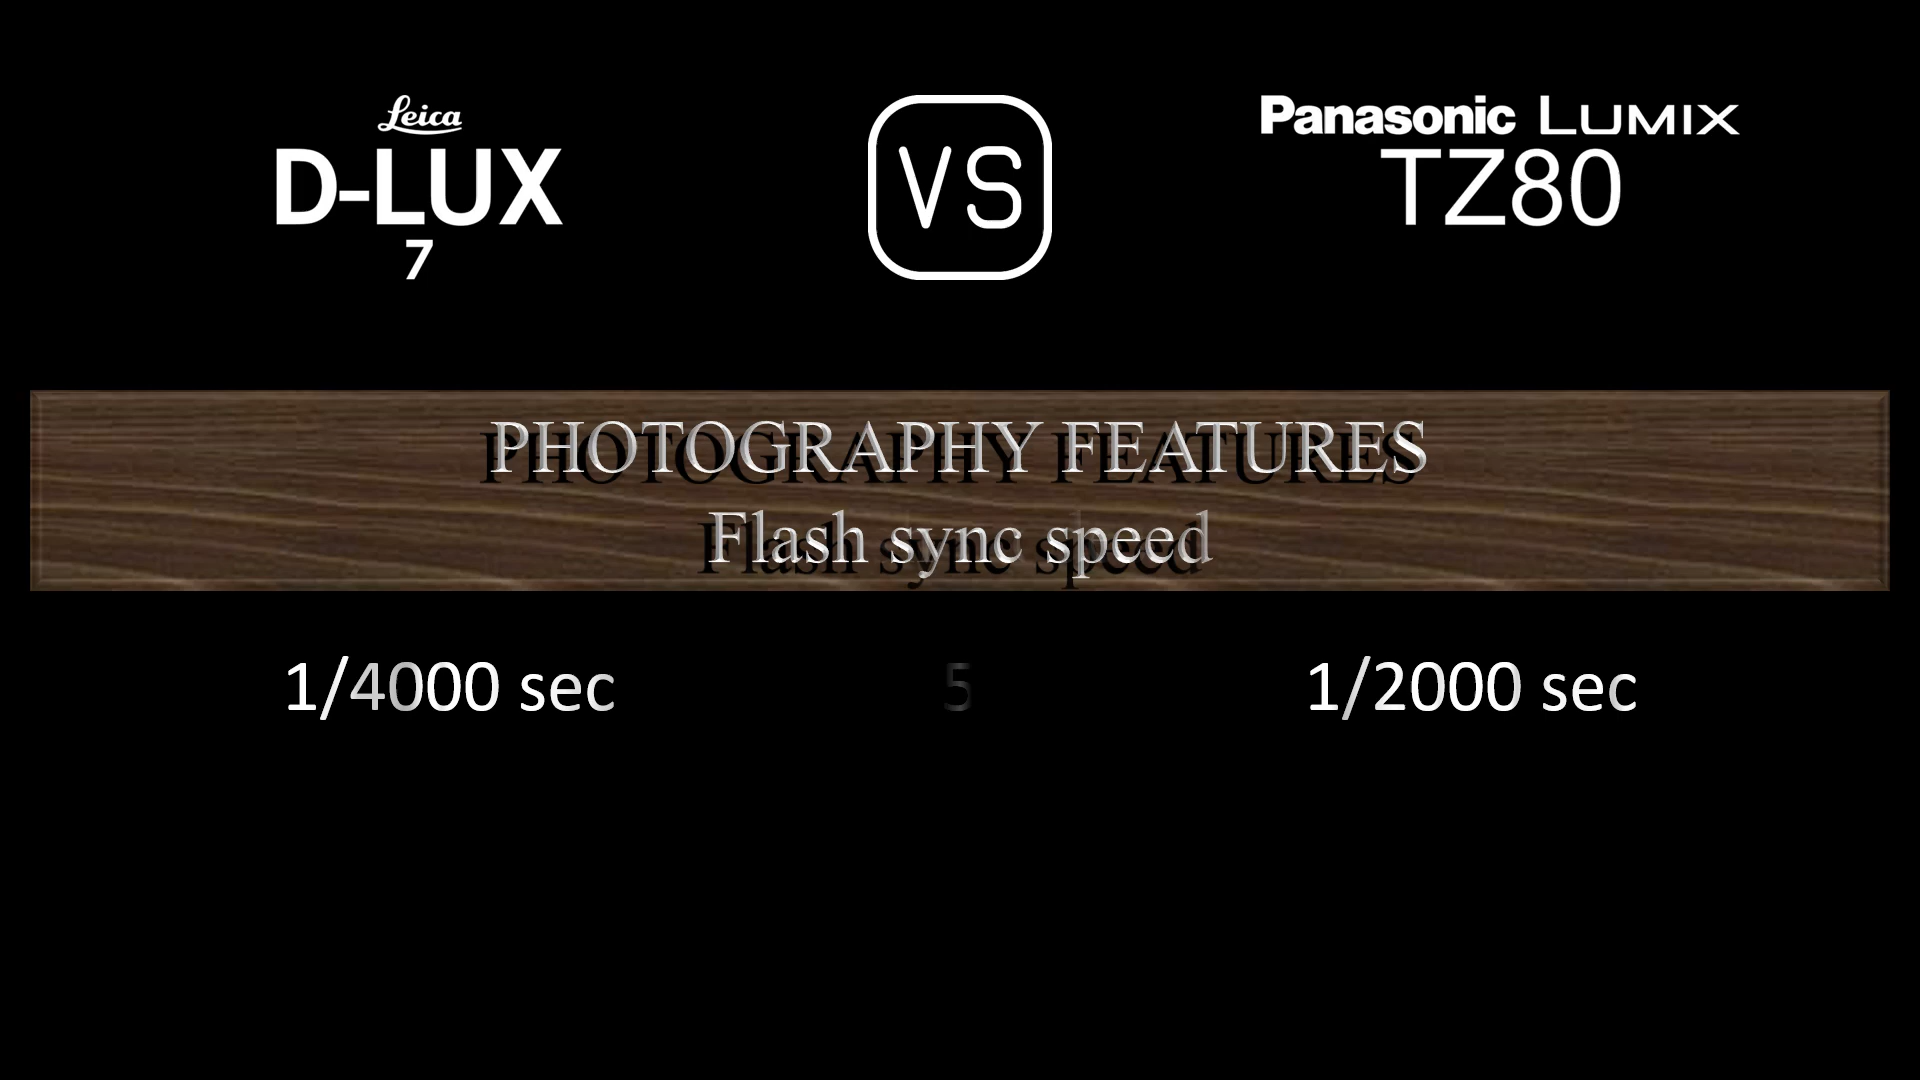 Leica
D-LUX
7
VS
Panasonic LUMIX
TZ80
PHOTOGRAPHY FEATURES
Flash sync speed
1/4000 sec
5
1/2000 sec